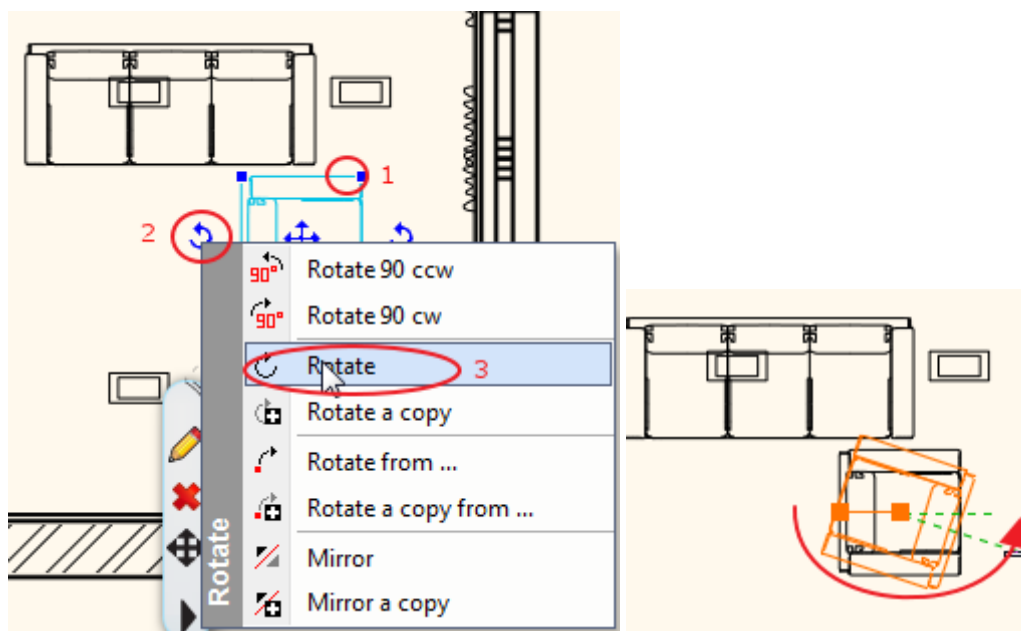 1
2
90° Rotate 90 ccw
90° Rotate 90 cw
Rotate 3
Rotate a copy
Rotate from ...
Rotate a copy from ...
Mirror
Mirror a copy
Rotate